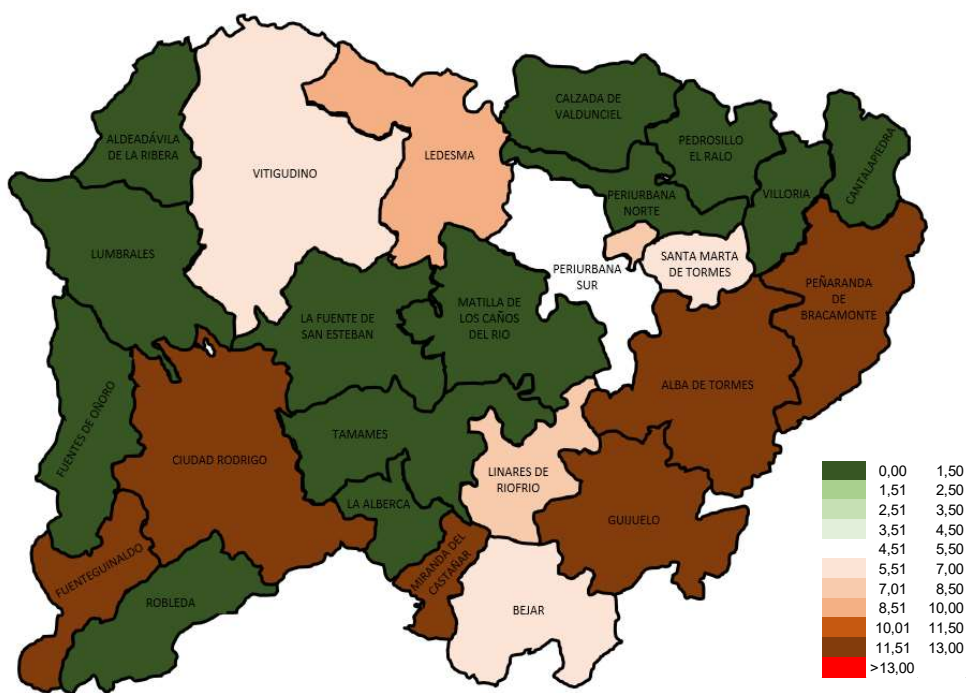 CALZADA DE
VALDUNCIEL
ALDEADÁVILA
DE LA RIBERA
PEDROSILLO
EL RALO
LEDESMA
CANTALAPIEDRA
VITIGUDINO
PERIURBANA
NORTE
VILLORIA
LUMBRALES
SANTA MARTA
DE TORMES
PERIURBANA
SUR
PEÑARANDA
DE
BRACAMONTE
LA FUENTE DE
SAN ESTEBAN
MATILLA DE
LOS CAÑOS
DEL RIO
ALBA DE TORMES
FUENTES DE OÑORO
TAMAMES
CIUDAD RODRIGO
LINARES DE
RIOFRIO
LA ALBERCA
GUIJUELO
FUENTEGUINALDO
MIRANDA DEL
CASTAÑAR
ROBLEDA
BEJAR
0,00 1,50
1,51 2,50
2,51 3,50
3,51 4,50
4,51 5,50
5,51 7,00
7,01 8,50
8,51 10,00
10,01 11,50
11,51 13,00
>13,00